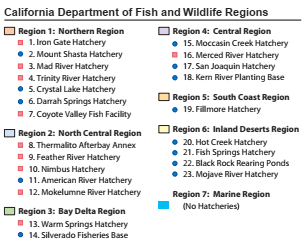 California Department of Fish and Wildlife Regions
Region 1: Northern Region
1. Iron Gate Hatchery
2. Mount Shasta Hatchery
3. Mad River Hatchery
4. Trinity River Hatchery
5. Crystal Lake Hatchery
6. Darrah Springs Hatchery
7. Coyote Valley Fish Facility
Region 2: North Central Region
8. Thermalito Afterbay Annex
9. Feather River Hatchery
10. Nimbus Hatchery
11. American River Hatchery
12. Mokelumne River Hatchery
Region 3: Bay Delta Region
13. Warm Springs Hatchery
14. Silverado Fisheries Base
Region 4: Central Region
15. Moccasin Creek Hatchery
16. Merced River Hatchery
17. San Joaquin Hatchery
18. Kern River Planting Base
Region 5: South Coast Region
19. Fillmore Hatchery
Region 6: Inland Deserts Region
20. Hot Creek Hatchery
21. Fish Springs Hatchery
22. Black Rock Rearing Ponds
23. Mojave River Hatchery
Region 7: Marine Region
(No Hatcheries)